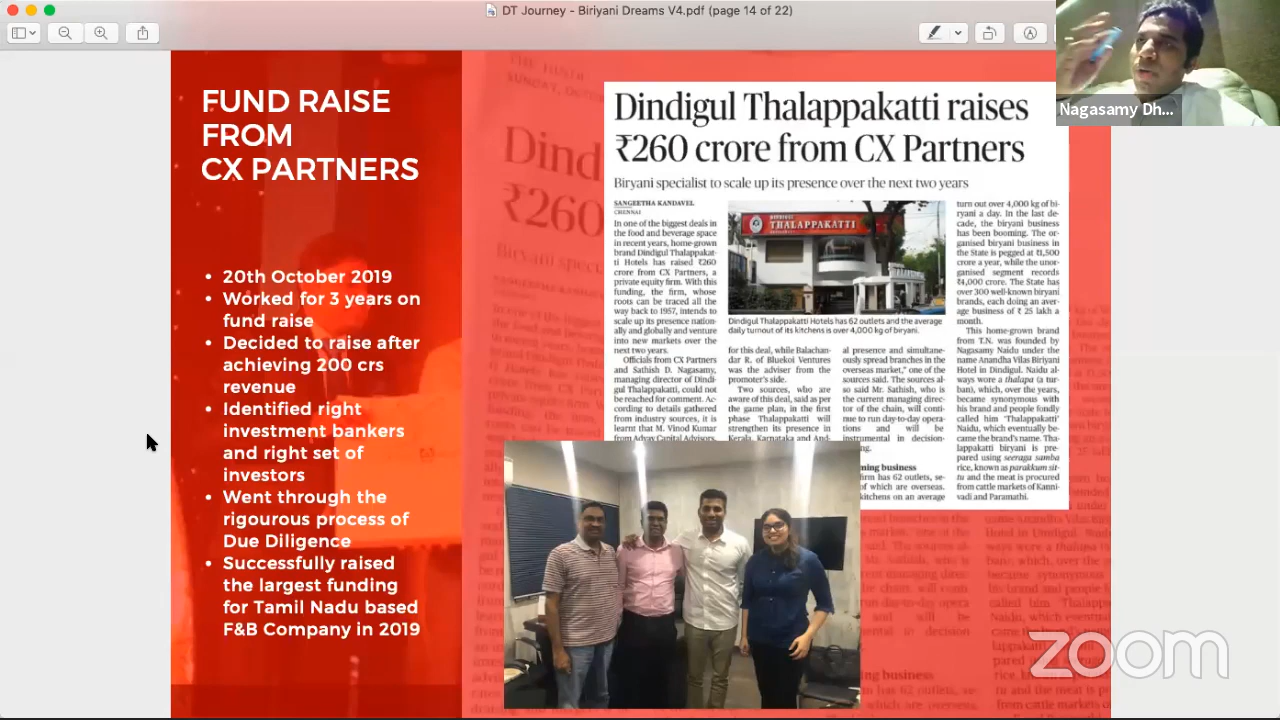 DT Journey - Biriyani Dreams V4.pdf (page 14 of 22)
Nagasamy Dh...
FUND RAISE
FROM
CX PARTNERS
• 20th October 2019
• Worked for 3 years on
fund raise
• Decided to raise after
achieving 200 crs
revenue
• Identified right
investment bankers
and right set of
investors
• Went through the
rigourous process of
Due Diligence
• Successfully raised
the largest funding
for Tamil Nadu based
F&B Company in 2019
Dindigul Thalappakatti raises
₹260 crore from CX Partners
Biryani specialist to scale up its presence over the next two years
SANGEETHA KANDAVEL
CHENNAI
In one of the biggest deals in
the food and beverage space
in recent years, home-grown
brand Dindigul Thalappakat-
ti Hotels has raised ₹260
crore from CX Partners, a
private equity firm. With this
funding, the firm, whose
roots can be traced all the
way back to 1957, intends to
scale up its presence nation-
ally and globally and venture
into new markets over the
next two years.
Officials from CX Partners
and Sathish D. Nagasamy,
managing director of Dindi-
gul Thalappakatti, could not
be reached for comment. Ac-
cording to details gathered
from industry sources, it is
learnt that M. Vinod Kumar
from Advas Capital Advisors,
THALAPPAKATTI
Dindigul Thalappakatti Hotels has 62 outlets and the average
daily turnout of its kitchens is over 4,000 kg of biryani.
for this deal, while Balachan-
dar R. of Bluekoi Ventures
was the adviser from the
promoter's side.
Two sources, who are
aware of this deal, said as per
the game plan, in the first
phase Thalappakatti will
strengthen its presence in
Kerala, Karnataka and And-
al presence and simultane-
ously spread branches in the
overseas market," one of the
sources said. The sources al-
so said Mr. Sathish, who is
the current managing direc-
tor of the chain, will conti-
nue to run day-to-day opera-
tions and will be
instrumental in decision-
ng.
ning business
firm has 62 outlets, se-
of which are overseas.
kitchens on an average
turn out over 4,000 kg of bi-
ryani a day. In the last de-
cade, the biryani business
has been booming. The or-
ganised biryani business in
the State is pegged at ₹1,500
crore a year, while the unor-
ganised segment records
₹4,000 crore. The State has
over 300 well-known biryani
brands, each doing an aver-
age business of ₹ 25 lakh a
month.
This home-grown brand
from T.N. was founded by
Nagasamy Naidu under the
name Anandha Vilas Biriyani
Hotel in Dindigul. Naidu al-
ways wore a thalapa (a tur-
ban), which, over the years,
became synonymous with
his brand and people fondly
called him 'Thalappakatti'
Naidu, which eventually be-
came the brand's name. Tha-
lappakatti biryani is pre-
pared using seeraga samba
rice, known as parakkum sit-
tu and the meat is procured
from cattle markets of Kanni-
vadi and Paramathi.
zoom